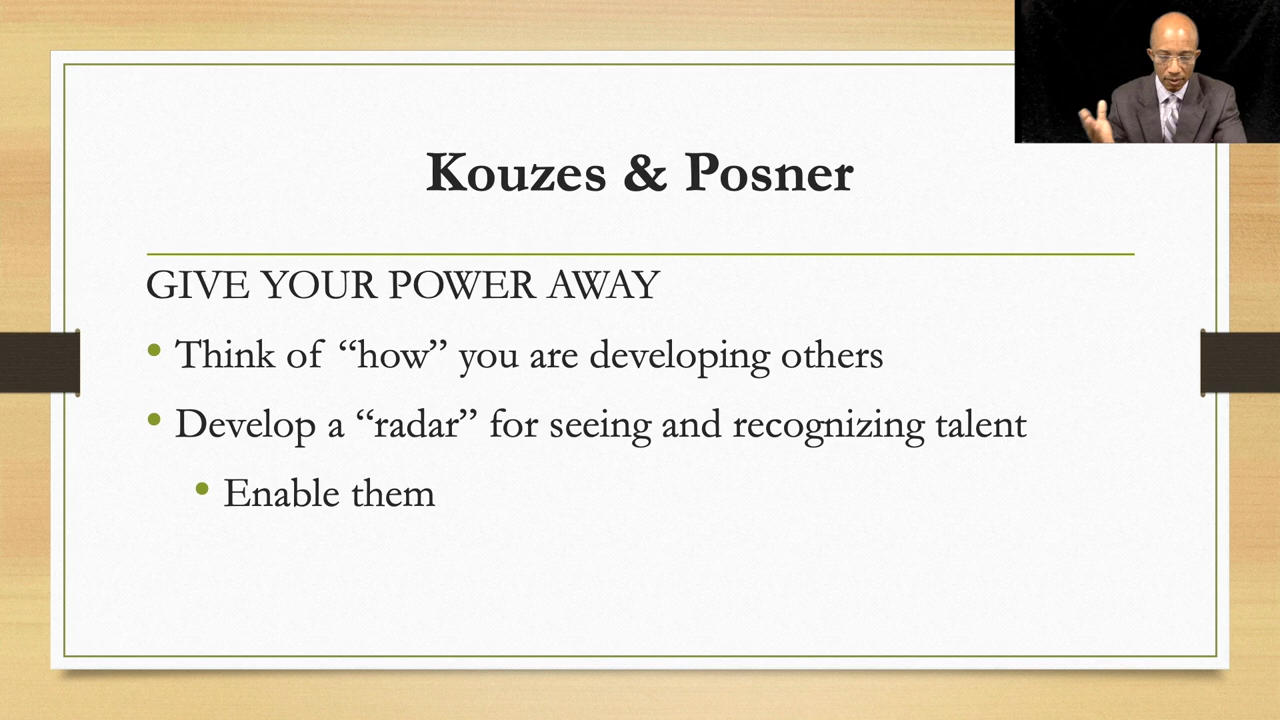 Kouzes & Posner
GIVE YOUR POWER AWAY
• Think of “how” you are developing others
• Develop a “radar” for seeing and recognizing talent
• Enable them